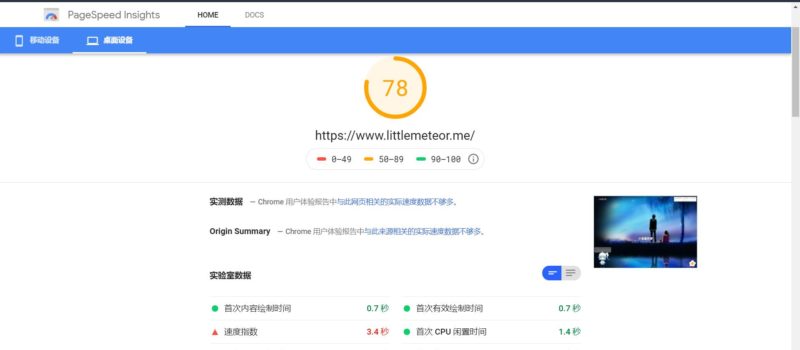 PageSpeed Insights HOME DOCS
移动设备 桌面设备
78
https://www.littlemeteor.me/
0–49 50–89 90–100
实测数据 — Chrome 用户体验报告中与此网页相关的实际速度数据不够多。
Origin Summary — Chrome 用户体验报告中与此来源相关的实际速度数据不够多。
实验室数据
首次内容绘制时间 0.7 秒 首次有效绘制时间 0.7 秒
速度指数 3.4 秒 首次 CPU 闲置时间 1.4 秒